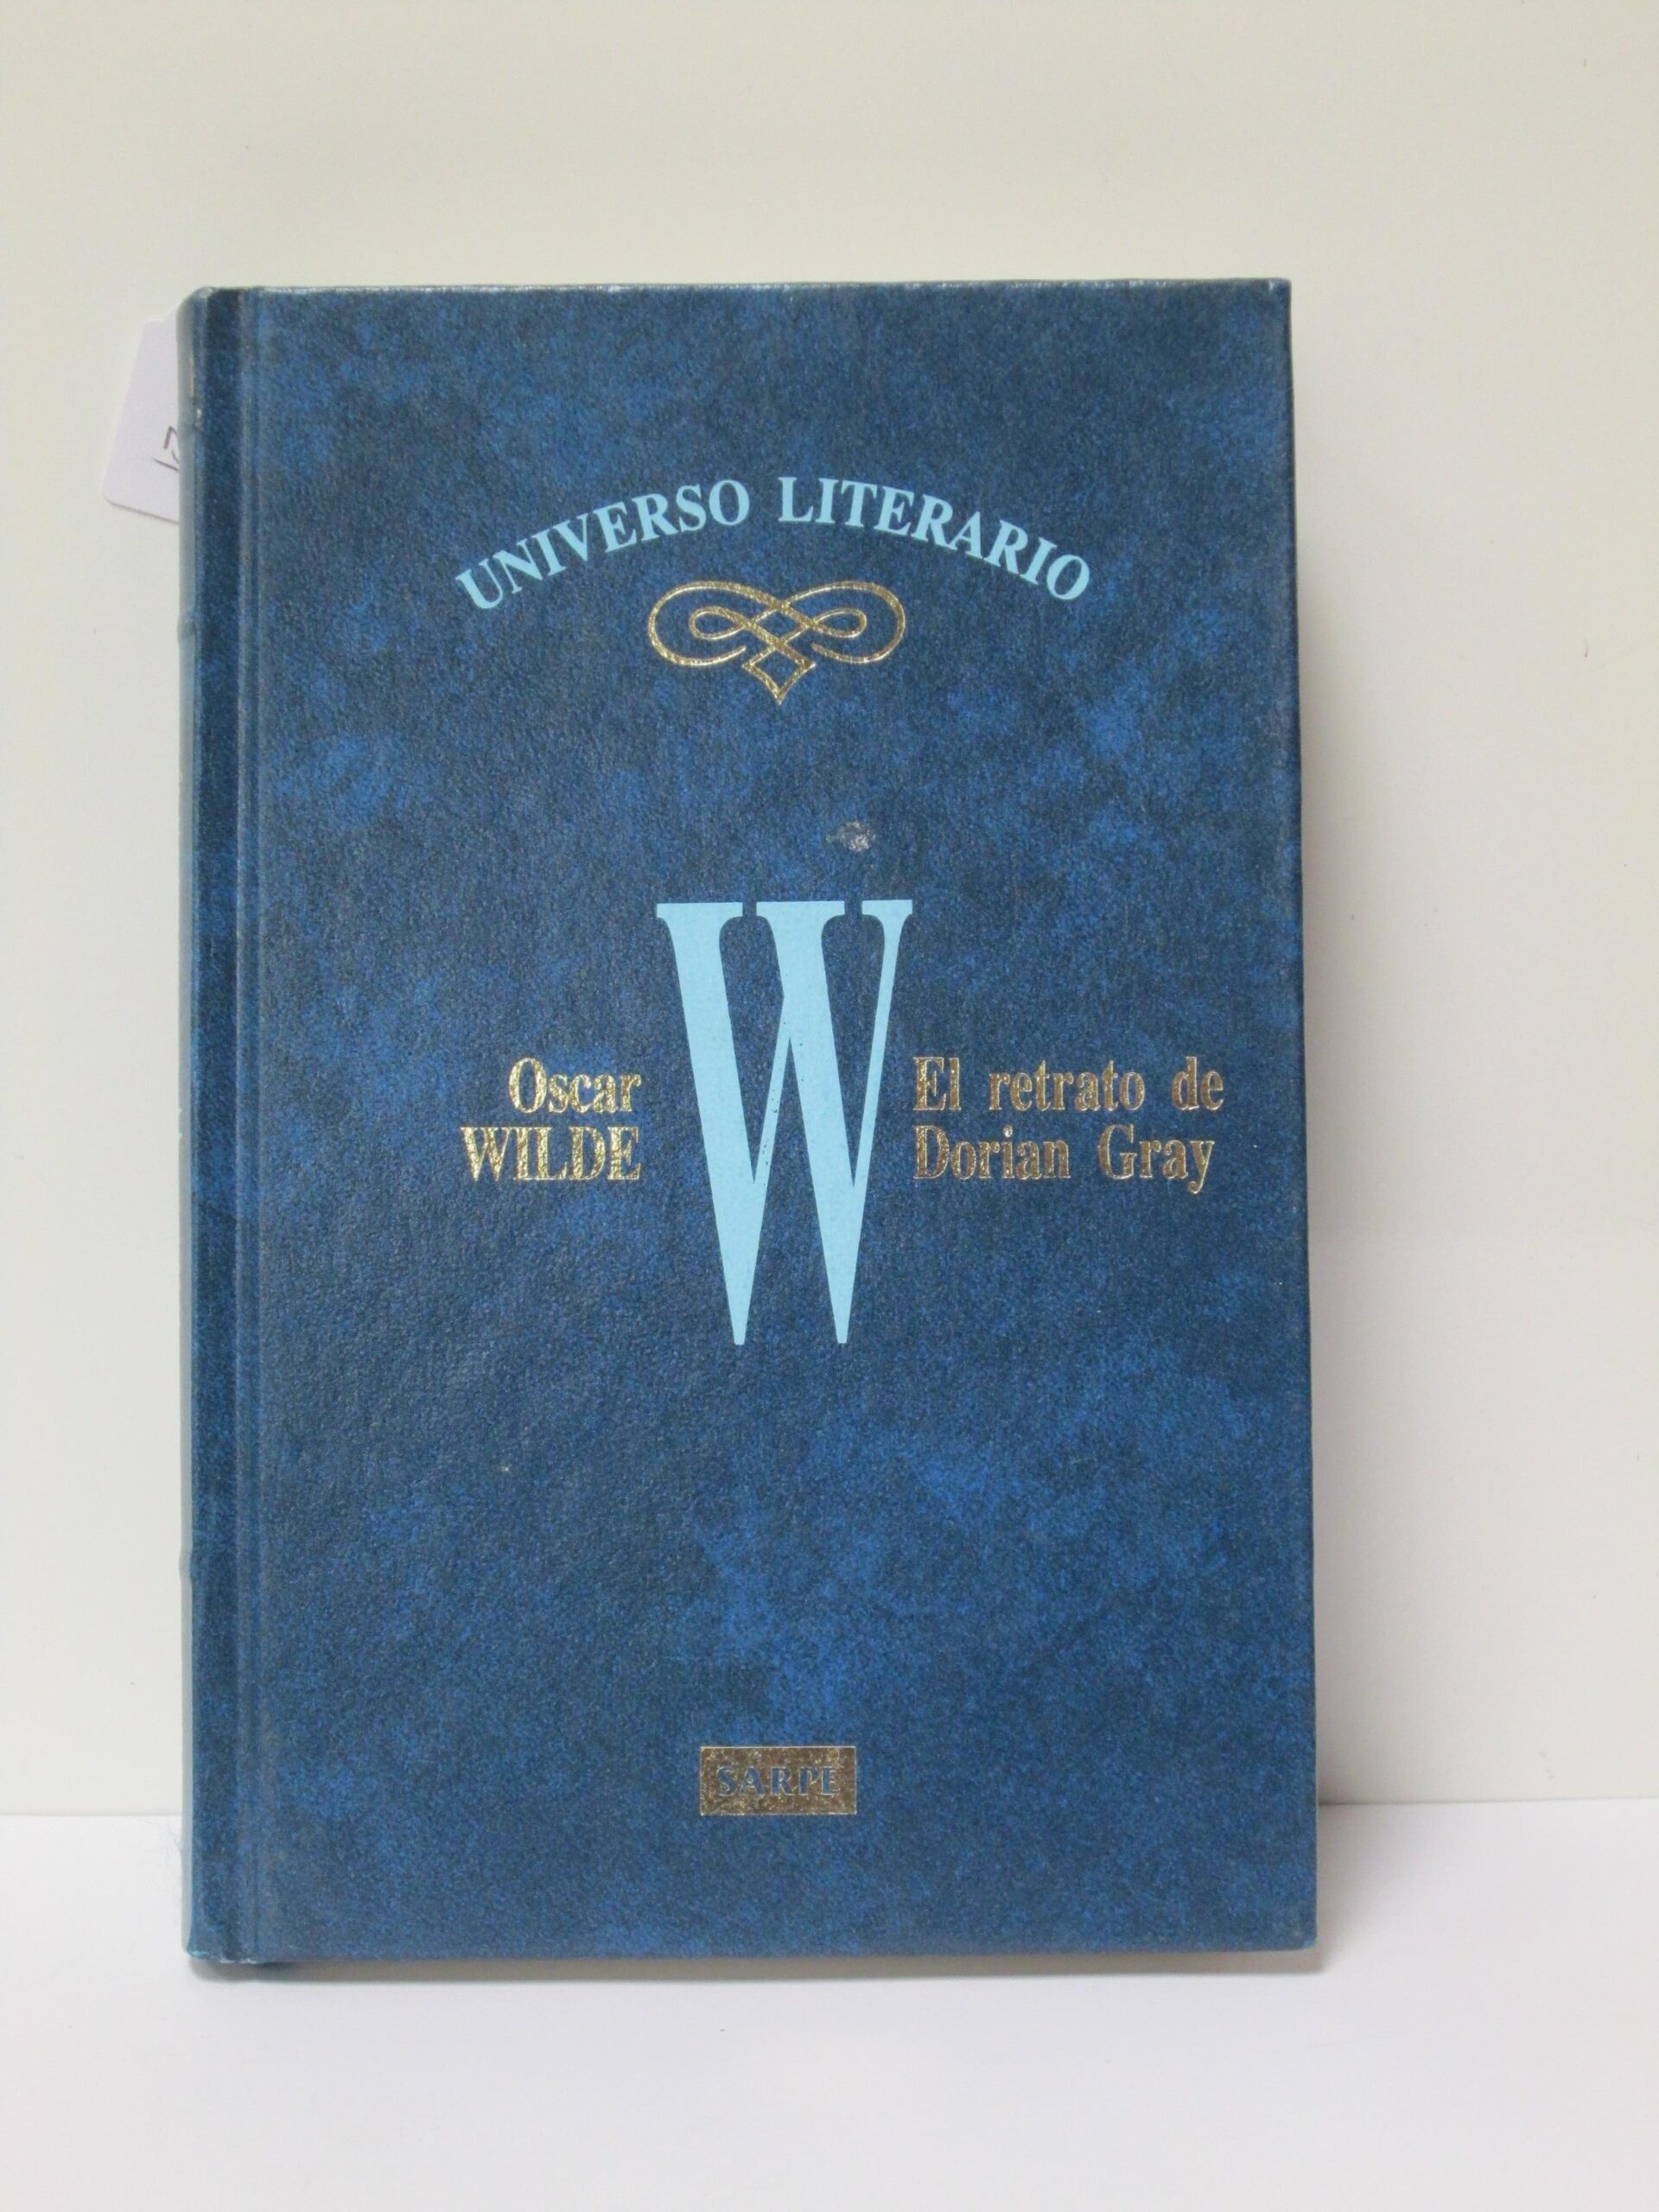 UNIVERSO LITERARIO
W
Oscar
WILDE
El retrato de
Dorian Gray
SARPE